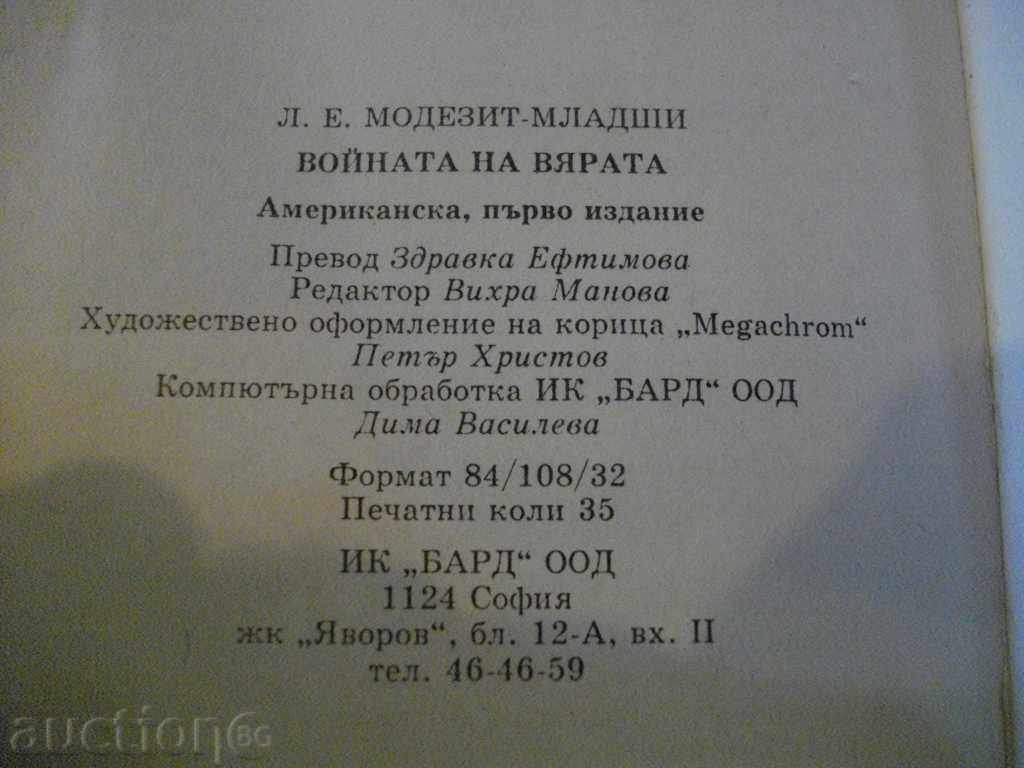 Л. Е. МОДЕЗИТ-МЛАДШИ
ВОЙНАТА НА ВЯРАТА
Американска, първо издание
Превод Здравка Ефтимова
Редактор Вихра Манова
Художествено оформление на корица „Megachrom“
Петър Христов
Компютърна обработка ИК „БАРД“ ООД
Дима Василева
Формат 84/108/32
Печатни коли 35
ИК „БАРД“ ООД
1124 София
жк „Яворов“, бл. 12-А, вх. II
тел. 46-46-59
auction BG